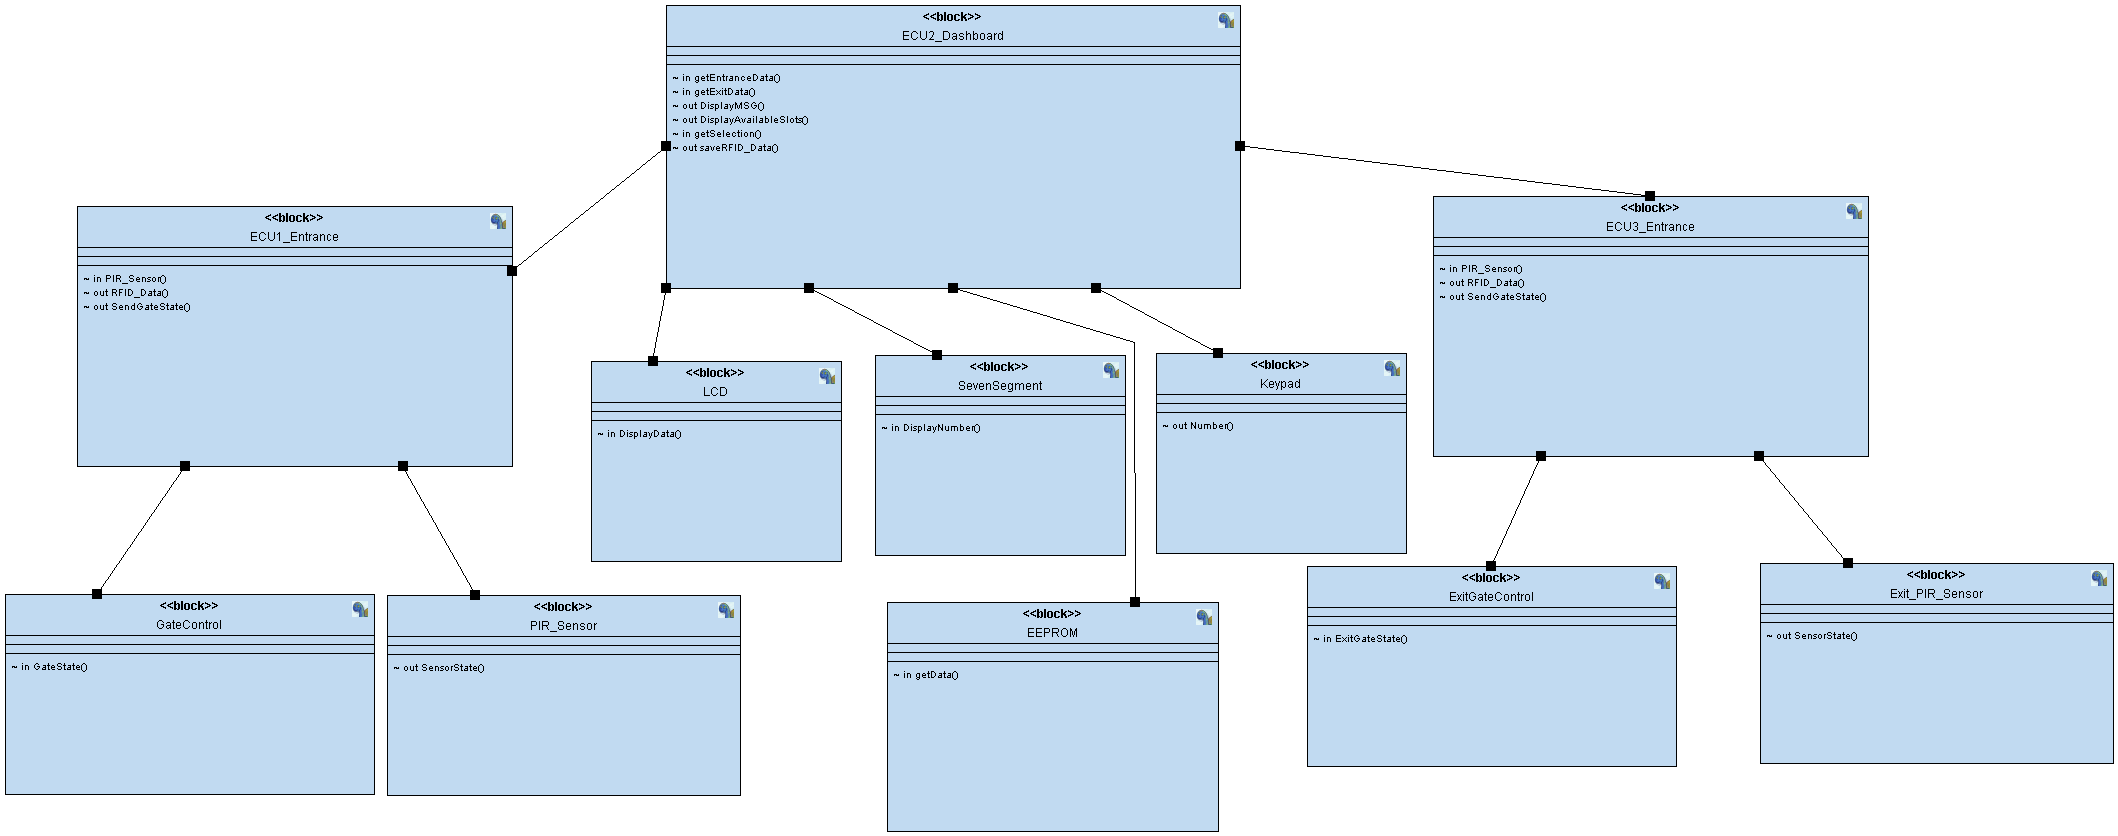 <<block>>
ECU2_Dashboard
~ in getEntranceData()
~ in getExitData()
~ out DisplayMSG()
~ out DisplayAvailableSlots()
~ in getSelection()
~ out saveRFID_Data()
<<block>>
ECU1_Entrance
~ in PIR_Sensor()
~ out RFID_Data()
~ out SendGateState()
<<block>>
ECU3_Entrance
~ in PIR_Sensor()
~ out RFID_Data()
~ out SendGateState()
<<block>>
LCD
~ in DisplayData()
<<block>>
SevenSegment
~ in DisplayNumber()
<<block>>
Keypad
~ out Number()
<<block>>
GateControl
~ in GateState()
<<block>>
PIR_Sensor
~ out SensorState()
<<block>>
EEPROM
~ in getData()
<<block>>
ExitGateControl
~ in ExitGateState()
<<block>>
Exit_PIR_Sensor
~ out SensorState()